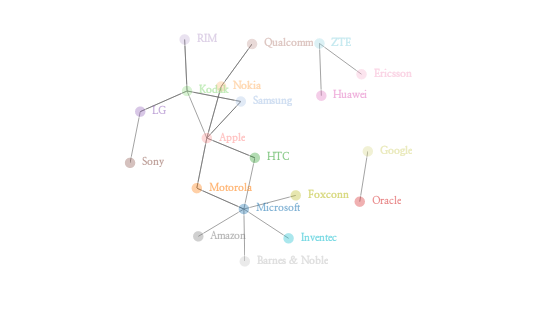 RIM
Qualcomm
ZTE
Ericsson
Kodak
Nokia
Huawei
Samsung
LG
Apple
Google
HTC
Sony
Motorola
Foxconn
Oracle
Microsoft
Amazon
Inventec
Barnes & Noble